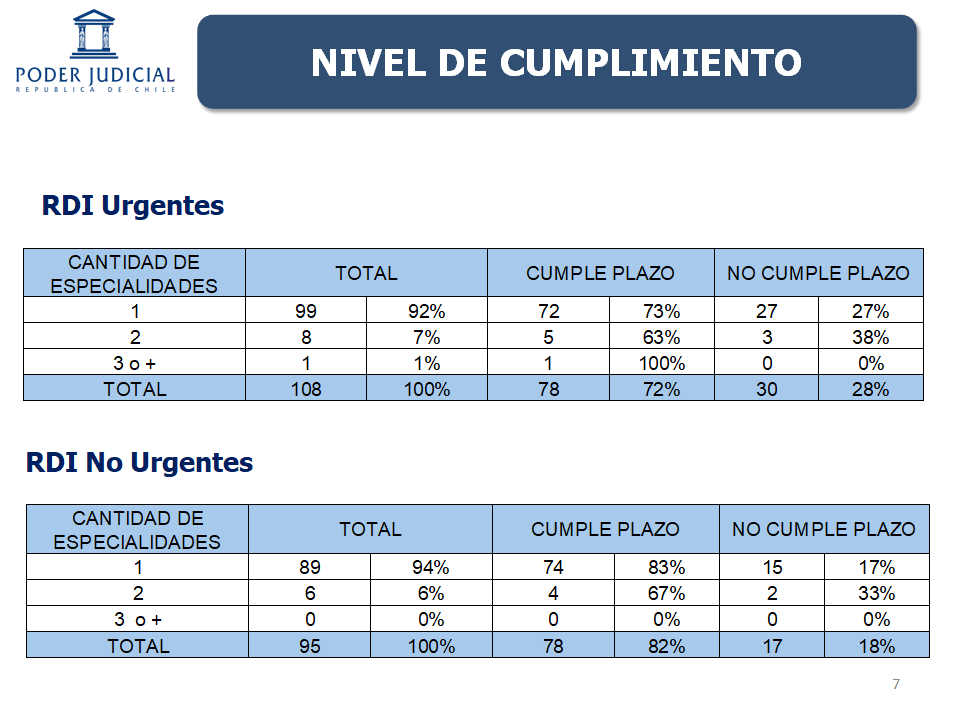 PODER JUDICIAL
REPUBLICA DE CHILE
NIVEL DE CUMPLIMIENTO
RDI Urgentes
CANTIDAD DE ESPECIALIDADES TOTAL CUMPLE PLAZO NO CUMPLE PLAZO
1 99 92% 72 73% 27 27%
2 8 7% 5 63% 3 38%
3 o + 1 1% 1 100% 0 0%
TOTAL 108 100% 78 72% 30 28%
RDI No Urgentes
CANTIDAD DE ESPECIALIDADES TOTAL CUMPLE PLAZO NO CUMPLE PLAZO
1 89 94% 74 83% 15 17%
2 6 6% 4 67% 2 33%
3 o + 0 0% 0 0% 0 0%
TOTAL 95 100% 78 82% 17 18%
7